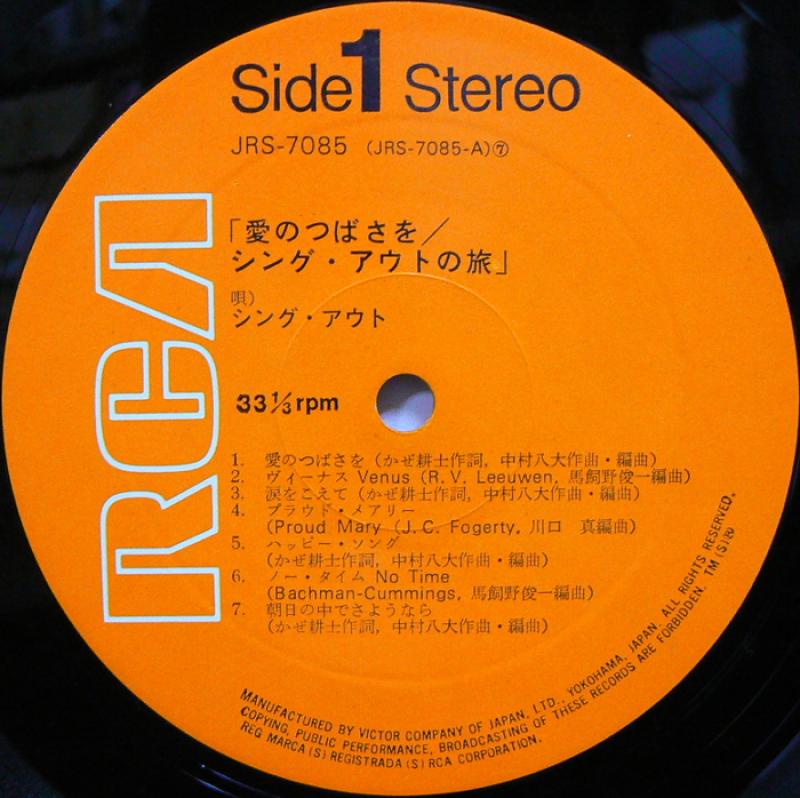 Side 1 Stereo
JRS-7085 (JRS-7085-A)⑦
「愛のつばさを/
シング・アウトの旅」
唄)
シング・アウト
RCA
33 1/3 rpm
1. 愛のつばさを(かぜ耕士作詞, 中村八大作曲・編曲)
2. ヴィーナス Venus (R. V. Leeuwen, 馬飼野俊一編曲)
3. 涙をこえて(かぜ耕士作詞, 中村八大作曲・編曲)
4. プラウド・メアリー
(Proud Mary (J. C. Fogerty, 川口 真編曲)
5. ハッピー・ソング
(かぜ耕士作詞, 中村八大作曲・編曲)
6. ノー・タイム No Time
(Bachman-Cummings, 馬飼野俊一編曲)
7. 朝日の中でさようなら
(かぜ耕士作詞, 中村八大作曲・編曲)
MANUFACTURED BY VICTOR COMPANY OF JAPAN, LTD., YOKOHAMA, JAPAN. ALL RIGHTS RESERVED.
COPYING, PUBLIC PERFORMANCE, BROADCASTING OF THESE RECORDS ARE FORBIDDEN. TM(S)®
REG MARCA(S) REGISTRADA(S) RCA CORPORATION.